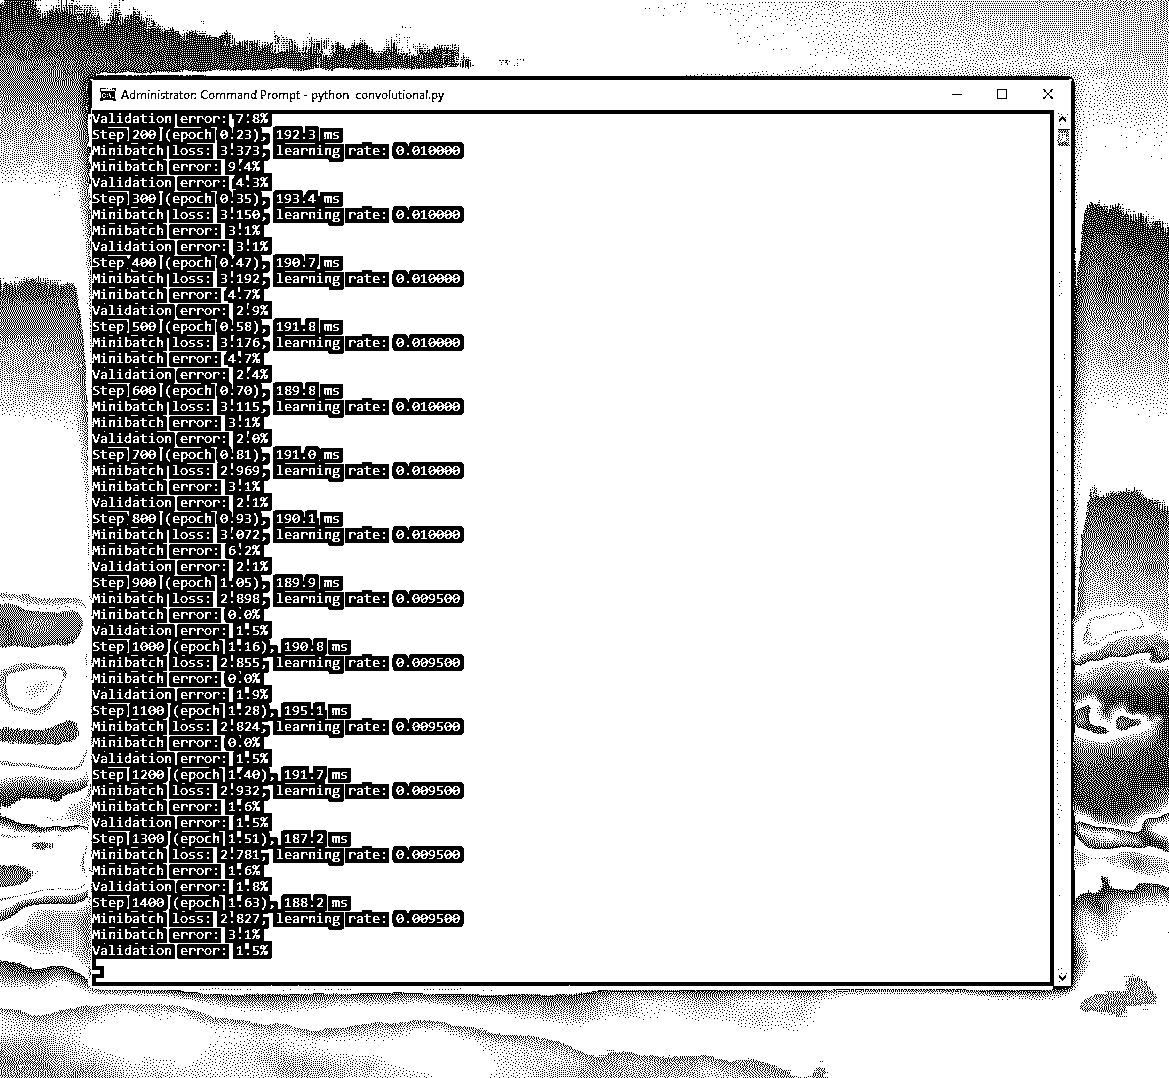 Administrator: Command Prompt - python convolutional.py
Validation error: 7.8%
Step 200 (epoch 0.23), 192.3 ms
Minibatch loss: 3.373, learning rate: 0.010000
Minibatch error: 9.4%
Validation error: 4.3%
Step 300 (epoch 0.35), 193.4 ms
Minibatch loss: 3.150, learning rate: 0.010000
Minibatch error: 3.1%
Validation error: 3.1%
Step 400 (epoch 0.47), 190.7 ms
Minibatch loss: 3.192, learning rate: 0.010000
Minibatch error: 4.7%
Validation error: 2.9%
Step 500 (epoch 0.58), 191.8 ms
Minibatch loss: 3.176, learning rate: 0.010000
Minibatch error: 4.7%
Validation error: 2.4%
Step 600 (epoch 0.70), 189.8 ms
Minibatch loss: 3.115, learning rate: 0.010000
Minibatch error: 3.1%
Validation error: 2.0%
Step 700 (epoch 0.81), 191.0 ms
Minibatch loss: 2.969, learning rate: 0.010000
Minibatch error: 3.1%
Validation error: 2.1%
Step 800 (epoch 0.93), 190.1 ms
Minibatch loss: 3.072, learning rate: 0.010000
Minibatch error: 6.2%
Validation error: 2.1%
Step 900 (epoch 1.05), 189.9 ms
Minibatch loss: 2.898, learning rate: 0.009500
Minibatch error: 0.0%
Validation error: 1.5%
Step 1000 (epoch 1.16), 190.8 ms
Minibatch loss: 2.855, learning rate: 0.009500
Minibatch error: 0.0%
Validation error: 1.9%
Step 1100 (epoch 1.28), 195.1 ms
Minibatch loss: 2.824, learning rate: 0.009500
Minibatch error: 0.0%
Validation error: 1.5%
Step 1200 (epoch 1.40), 191.7 ms
Minibatch loss: 2.932, learning rate: 0.009500
Minibatch error: 1.6%
Validation error: 1.5%
Step 1300 (epoch 1.51), 187.2 ms
Minibatch loss: 2.781, learning rate: 0.009500
Minibatch error: 1.6%
Validation error: 1.8%
Step 1400 (epoch 1.63), 188.2 ms
Minibatch loss: 2.827, learning rate: 0.009500
Minibatch error: 3.1%
Validation error: 1.5%